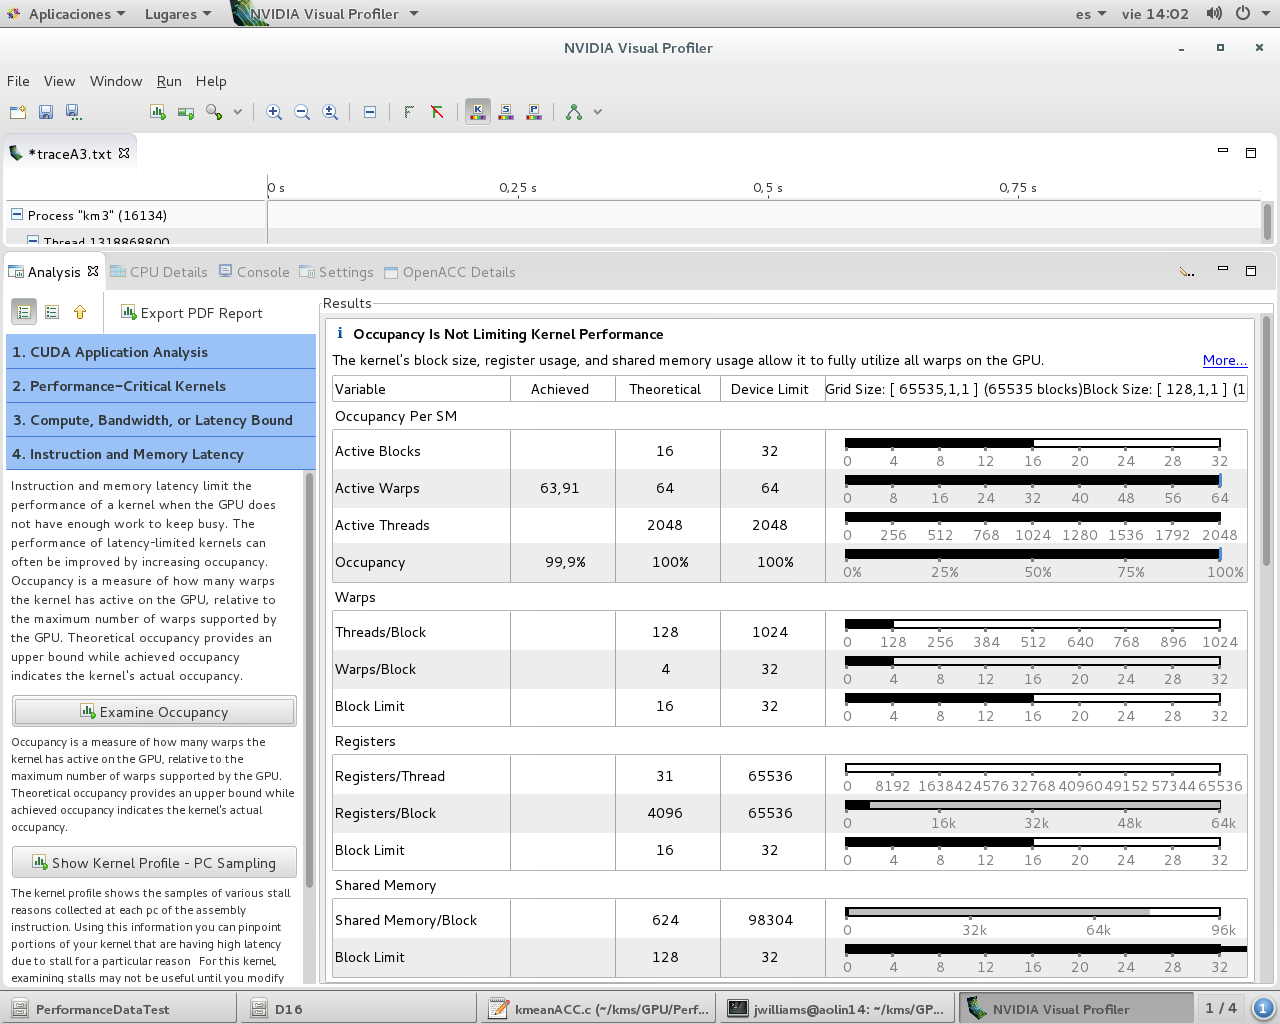 Aplicaciones Lugares NVIDIA Visual Profiler es vie 14:02
NVIDIA Visual Profiler
File View Window Run Help
*traceA3.txt
0 s 0,25 s 0,5 s 0,75 s
Process "km3" (16134)
Thread 1318868800
Analysis CPU Details Console Settings OpenACC Details
Export PDF Report
1. CUDA Application Analysis
2. Performance-Critical Kernels
3. Compute, Bandwidth, or Latency Bound
4. Instruction and Memory Latency
Instruction and memory latency limit the
performance of a kernel when the GPU does
not have enough work to keep busy. The
performance of latency-limited kernels can
often be improved by increasing occupancy.
Occupancy is a measure of how many warps
the kernel has active on the GPU, relative to
the maximum number of warps supported by
the GPU. Theoretical occupancy provides an
upper bound while achieved occupancy
indicates the kernel's actual occupancy.
Examine Occupancy
Occupancy is a measure of how many warps the
kernel has active on the GPU, relative to the
maximum number of warps supported by the GPU.
Theoretical occupancy provides an upper bound while
achieved occupancy indicates the kernel's actual
occupancy.
Show Kernel Profile - PC Sampling
The kernel profile shows the samples of various stall
reasons collected at each pc of the assembly
instruction. Using this information you can pinpoint
portions of your kernel that are having high latency
due to stall for a particular reason For this kernel,
examining stalls may not be useful until you modify
Results
i Occupancy Is Not Limiting Kernel Performance
The kernel's block size, register usage, and shared memory usage allow it to fully utilize all warps on the GPU. More...
Variable Achieved Theoretical Device Limit Grid Size: [ 65535,1,1 ] (65535 blocks)Block Size: [ 128,1,1 ] (1
Occupancy Per SM
Active Blocks 16 32
0 4 8 12 16 20 24 28 32
Active Warps 63,91 64 64
0 8 16 24 32 40 48 56 64
Active Threads 2048 2048
0 256 512 768 1024 1280 1536 1792 2048
Occupancy 99,9% 100% 100%
0% 25% 50% 75% 100%
Warps
Threads/Block 128 1024
0 128 256 384 512 640 768 896 1024
Warps/Block 4 32
0 4 8 12 16 20 24 28 32
Block Limit 16 32
0 4 8 12 16 20 24 28 32
Registers
Registers/Thread 31 65536
0 8192 16384 24576 32768 40960 49152 57344 65536
Registers/Block 4096 65536
0 16k 32k 48k 64k
Block Limit 16 32
0 4 8 12 16 20 24 28 32
Shared Memory
Shared Memory/Block 624 98304
0 32k 64k 96k
Block Limit 128 32
0 4 8 12 16 20 24 28 32
PerformanceDataTest D16 kmeanACC.c (~/kms/GPU/Perf... jwilliams@aolin14: ~/kms/GP... NVIDIA Visual Profiler 1 / 4 1